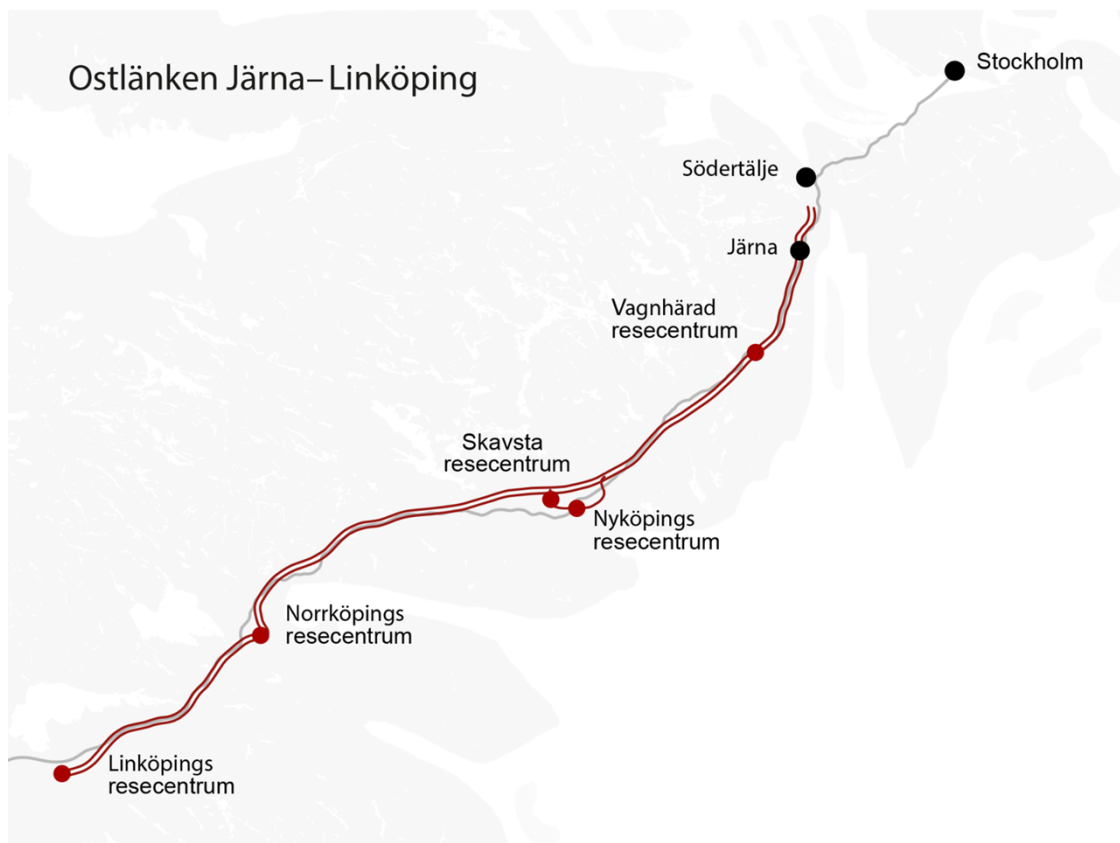 Ostlänken Järna–Linköping
Stockholm
Södertälje
Järna
Vagnhärad
resecentrum
Skavsta
resecentrum
Nyköpings
resecentrum
Norrköpings
resecentrum
Linköpings
resecentrum